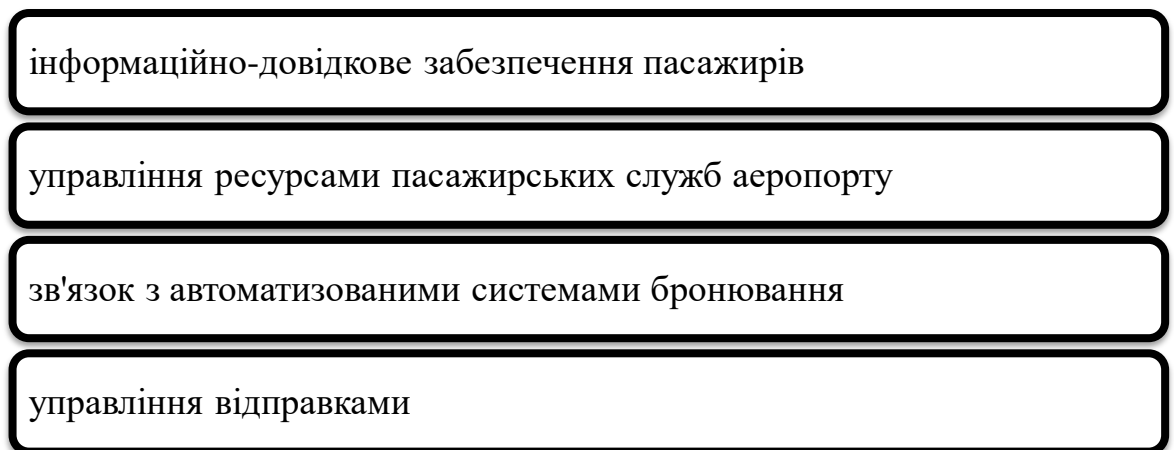 інформаційно-довідкове забезпечення пасажирів
управління ресурсами пасажирських служб аеропорту
зв'язок з автоматизованими системами бронювання
управління відправками